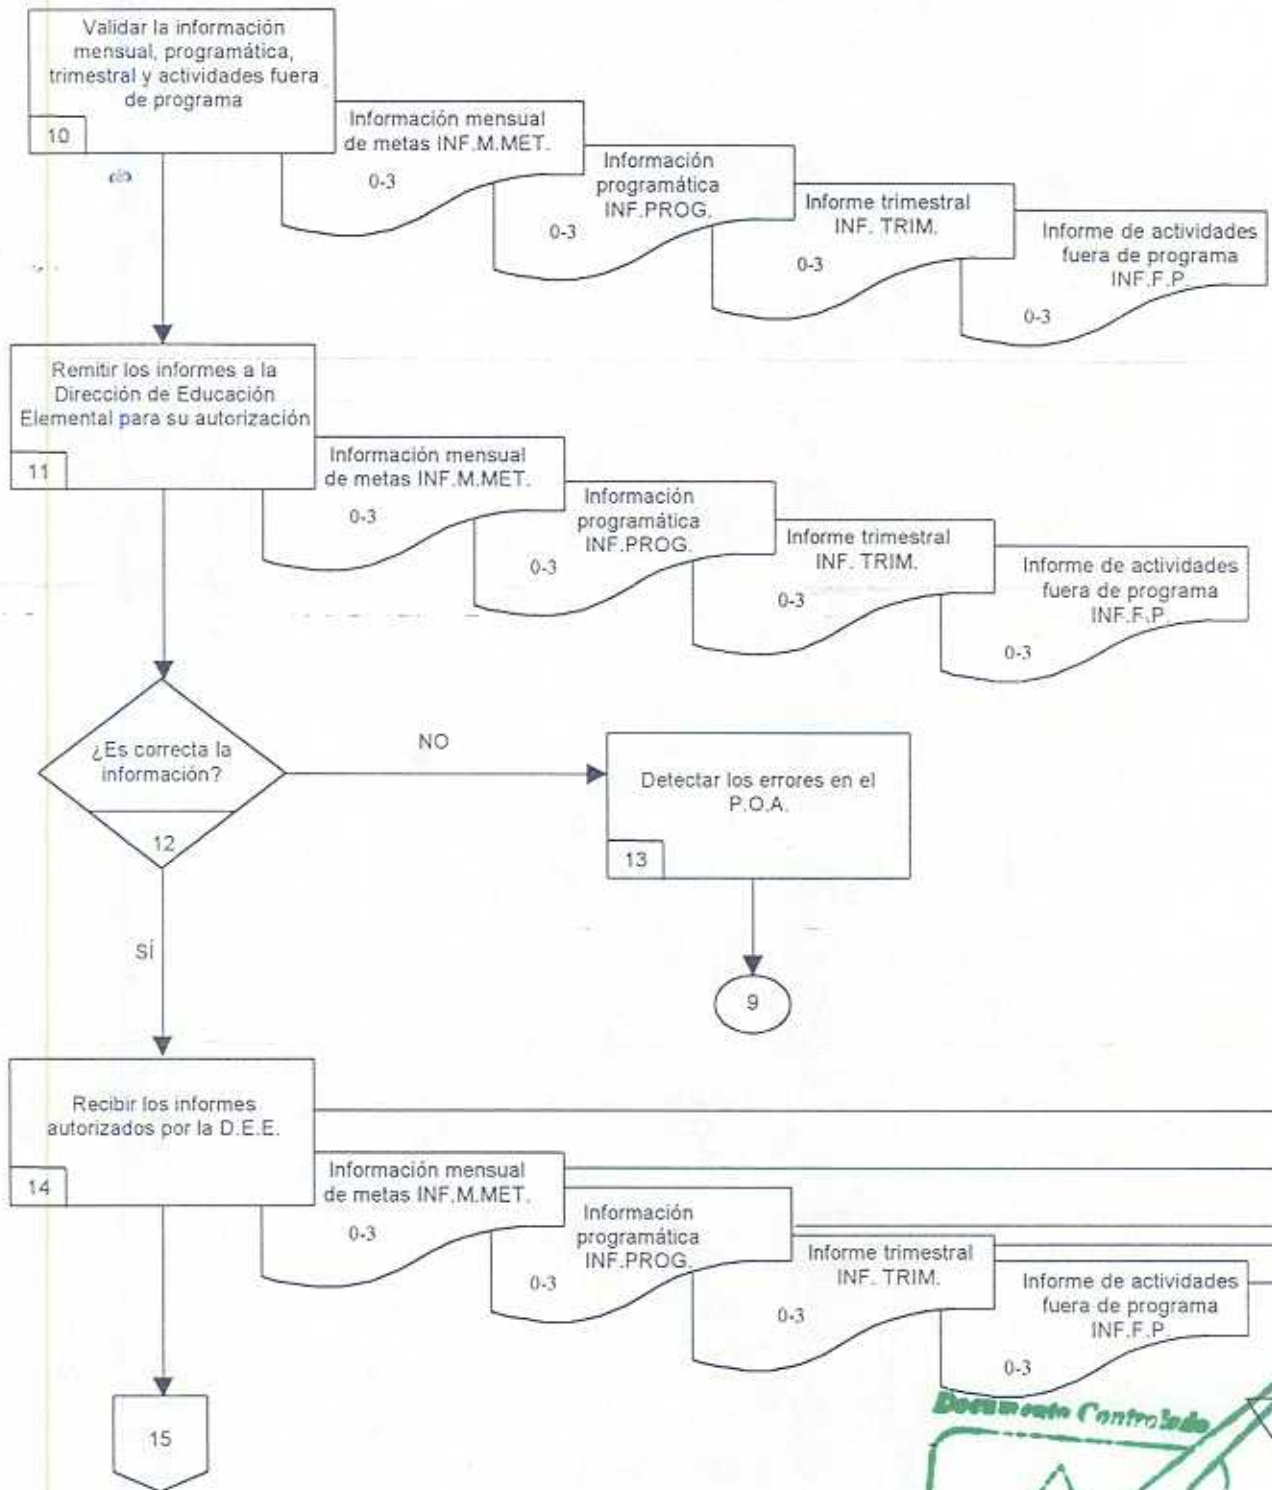 Validar la información
mensual, programática,
trimestral y actividades fuera
de programa
10
Información mensual
de metas INF.M.MET.
0-3
Información
programática
INF.PROG.
0-3
Informe trimestral
INF. TRIM.
0-3
Informe de actividades
fuera de programa
INF.F.P.
0-3
Remitir los informes a la
Dirección de Educación
Elemental para su autorización
11
Información mensual
de metas INF.M.MET.
0-3
Información
programática
INF.PROG.
0-3
Informe trimestral
INF. TRIM.
0-3
Informe de actividades
fuera de programa
INF.F.P.
0-3
¿Es correcta la
información?
12
NO
Detectar los errores en el
P.O.A.
13
9
SÍ
Recibir los informes
autorizados por la D.E.E.
14
Información mensual
de metas INF.M.MET.
0-3
Información
programática
INF.PROG.
0-3
Informe trimestral
INF. TRIM.
0-3
Informe de actividades
fuera de programa
INF.F.P.
0-3
15
Documento Controlado